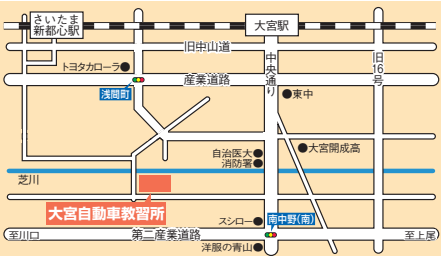 さいたま
新都心駅
大宮駅
旧中山道
トヨタカローラ
中央通り
旧16号
産業道路
浅間町
東中
自治医大
消防署
大宮開成高
芝川
大宮自動車教習所
スシロー
南中野(南)
至川口
第二産業道路
至上尾
洋服の青山